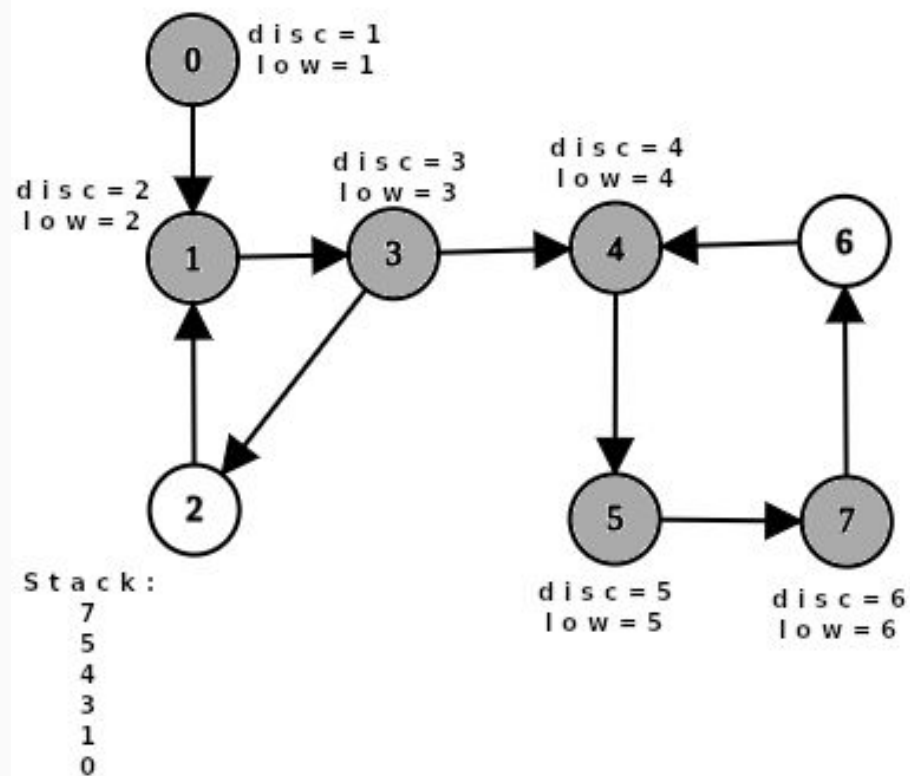 0
disc=1
low=1
disc=2
low=2
1
disc=3
low=3
3
disc=4
low=4
4
6
2
5
7
disc=5
low=5
disc=6
low=6
Stack:
7
5
4
3
1
0